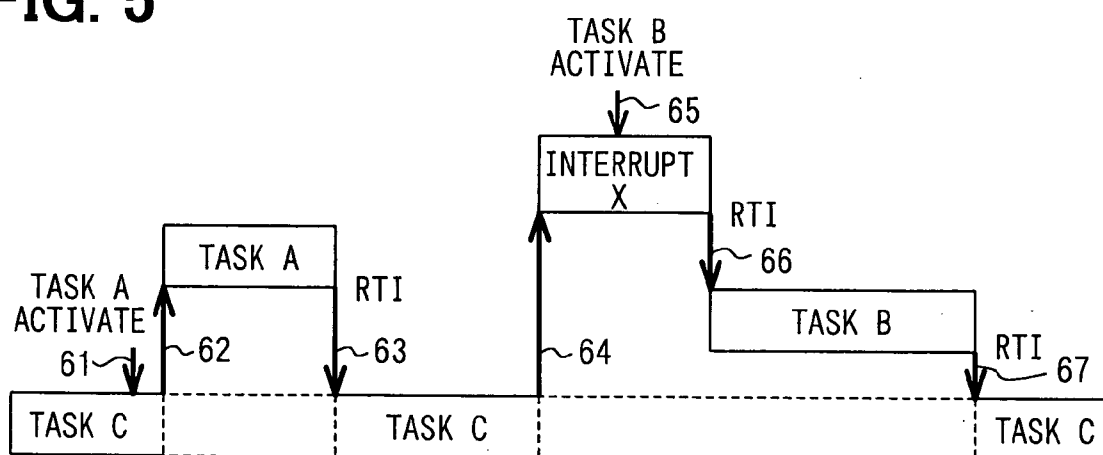 FIG. 5
TASK B
ACTIVATE
65
INTERRUPT
X
RTI
66
TASK A
RTI
TASK A
ACTIVATE
61
62
63
64
TASK B
RTI
67
TASK C
TASK C
TASK C